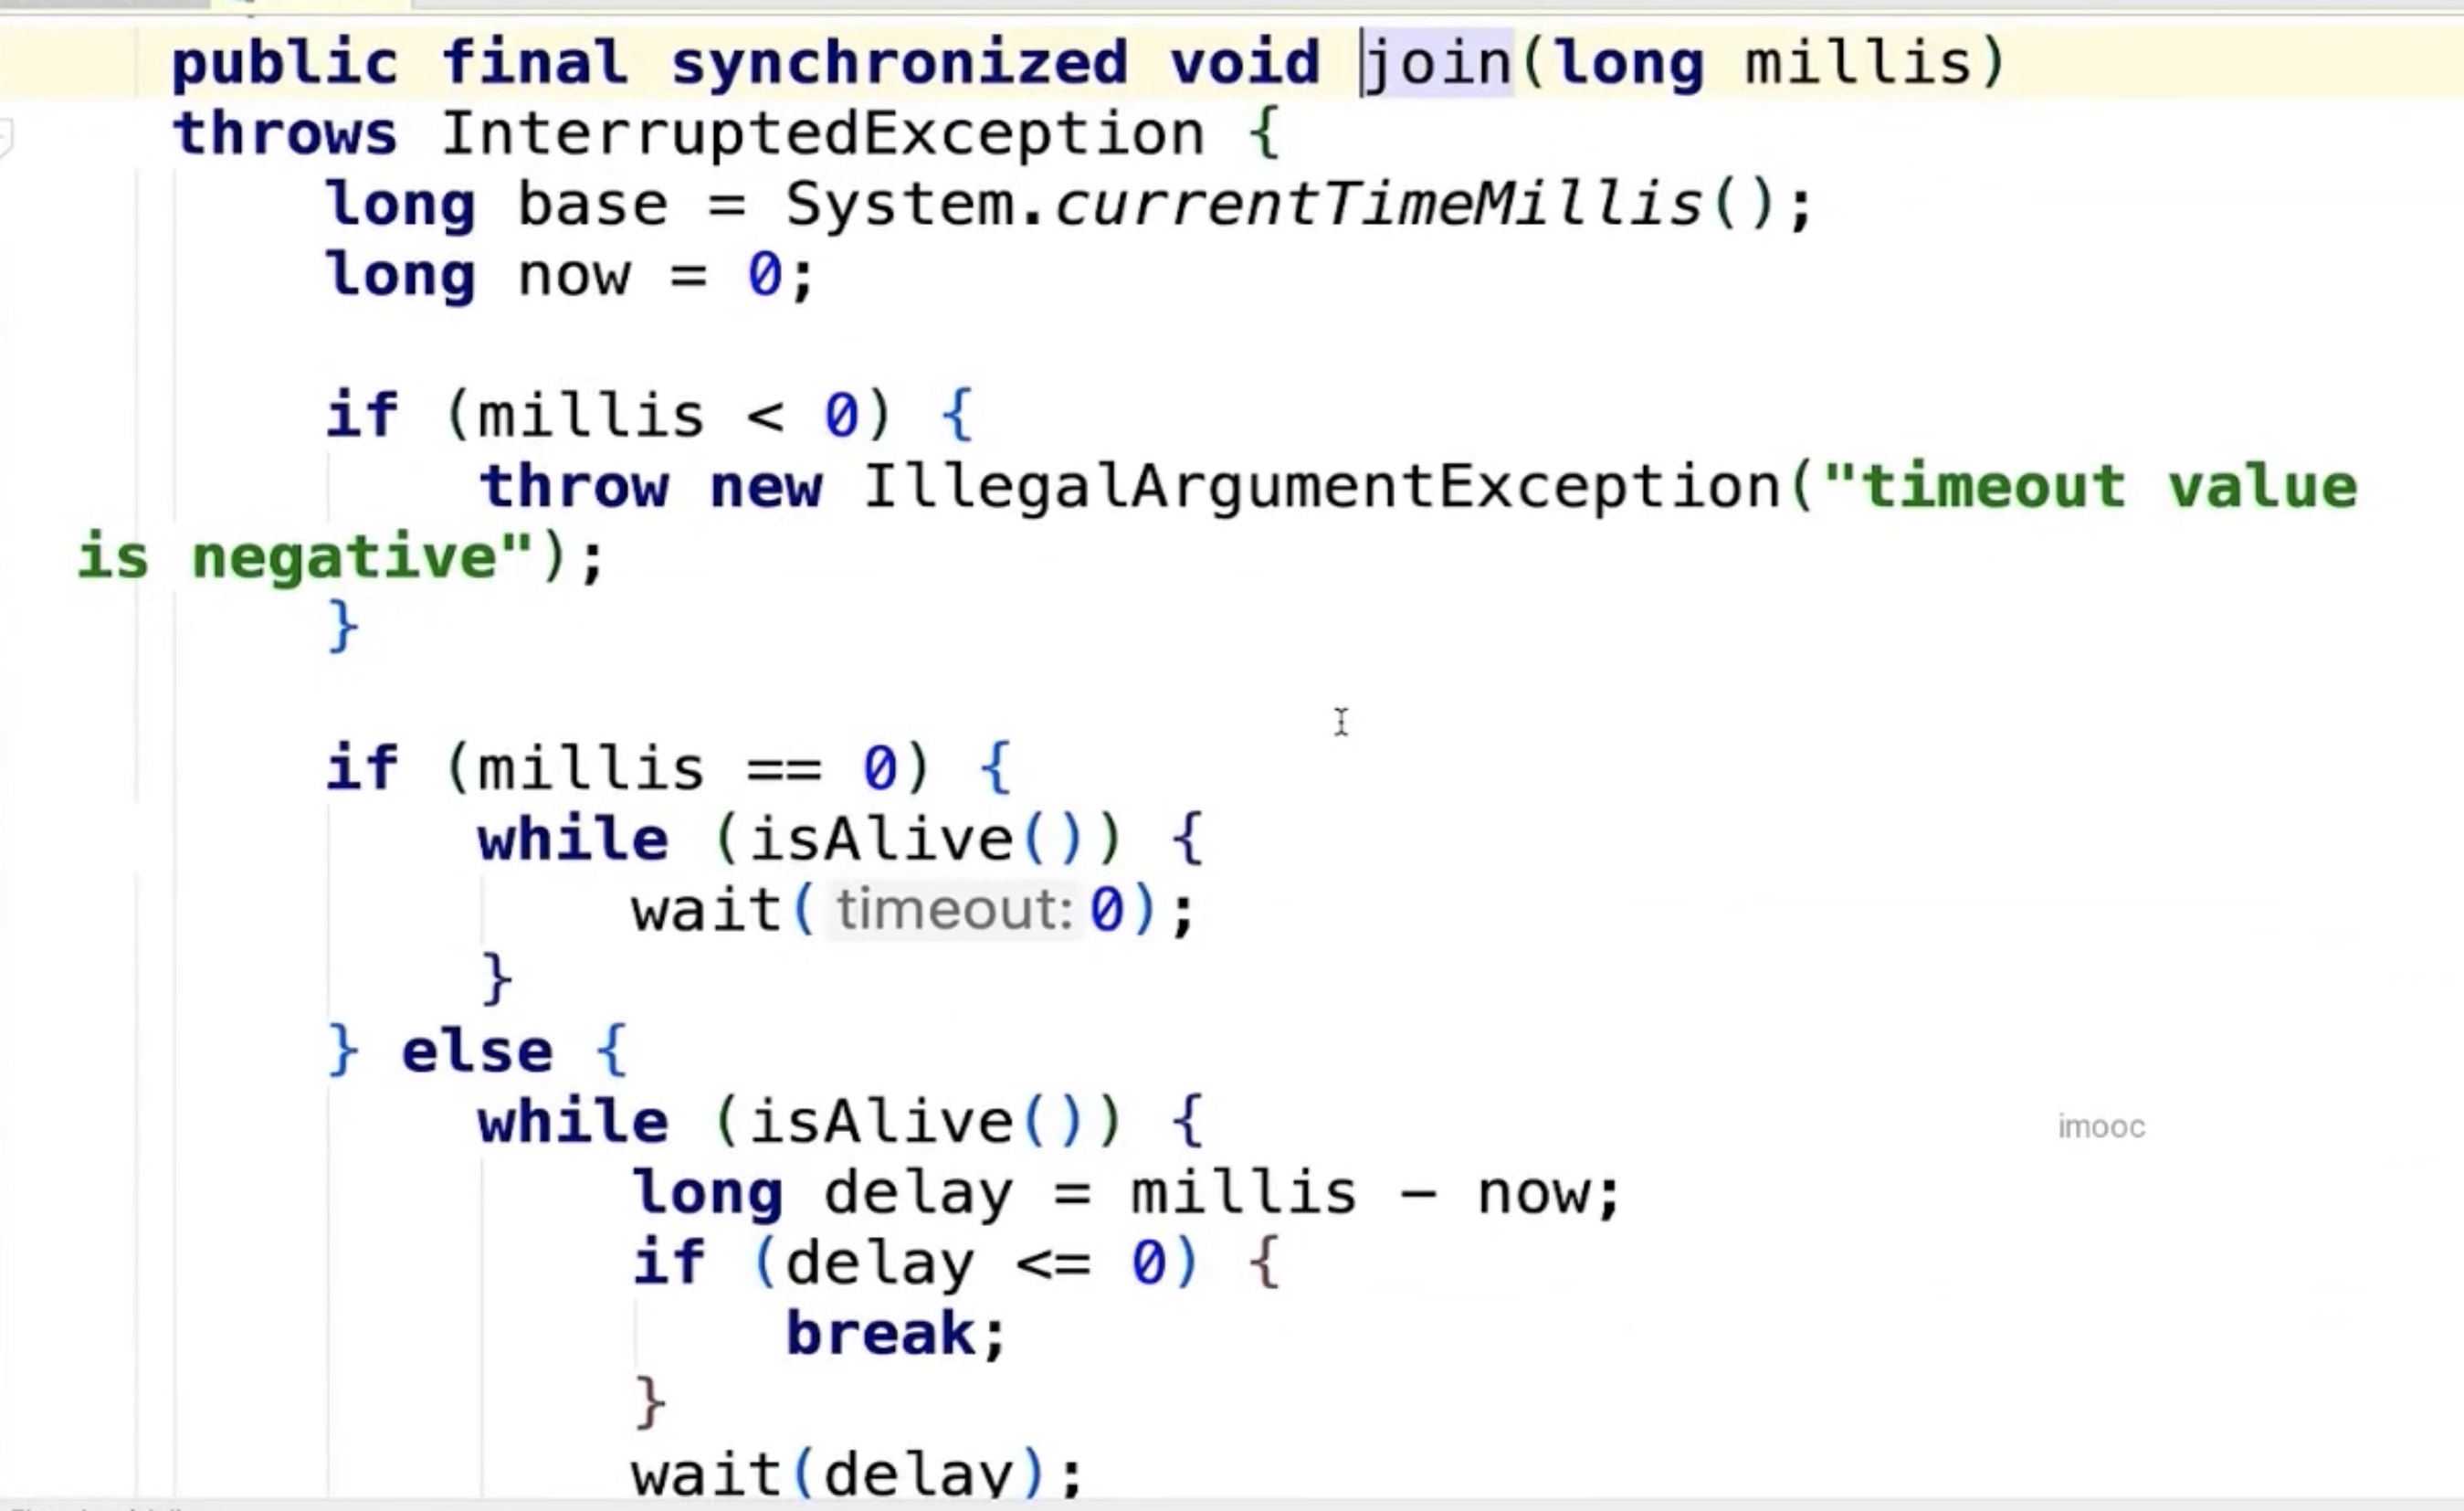 public final synchronized void join(long millis)
throws InterruptedException {
long base = System.currentTimeMillis();
long now = 0;
if (millis < 0) {
throw new IllegalArgumentException("timeout value
is negative");
}
if (millis == 0) {
while (isAlive()) {
wait( timeout: 0);
}
} else {
while (isAlive()) {
imooc
long delay = millis - now;
if (delay <= 0) {
break;
}
wait(delay);